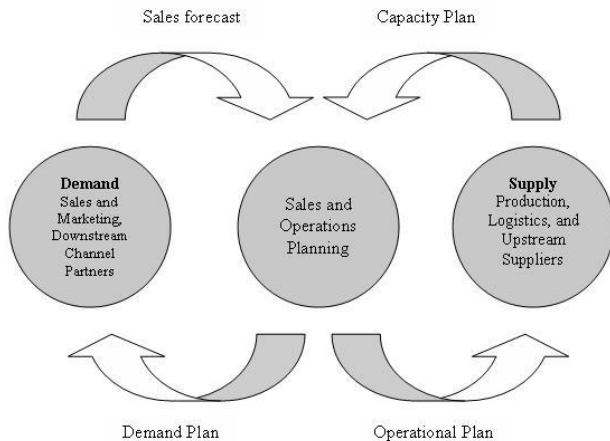 Sales forecast
Capacity Plan
Demand
Sales and
Marketing,
Downstream
Channel
Partners
Sales and
Operations
Planning
Supply
Production,
Logistics, and
Upstream
Suppliers
Demand Plan
Operational Plan